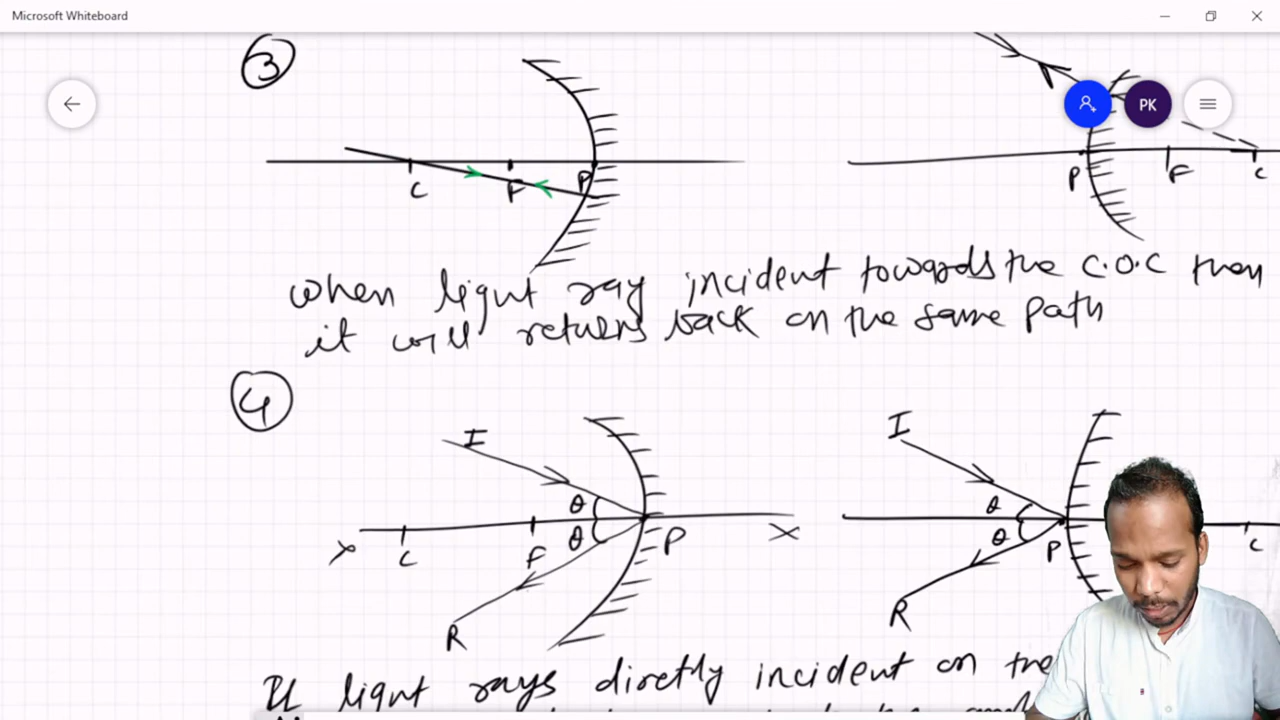 Microsoft Whiteboard
PK
3
C
F
P
P
F
C
when light ray incident towards the C.O.C then
it will returns back on the same path
4
I
θ
θ
X
C
F
P
X
R
I
θ
θ
P
C
R
If light rays directly incident on the